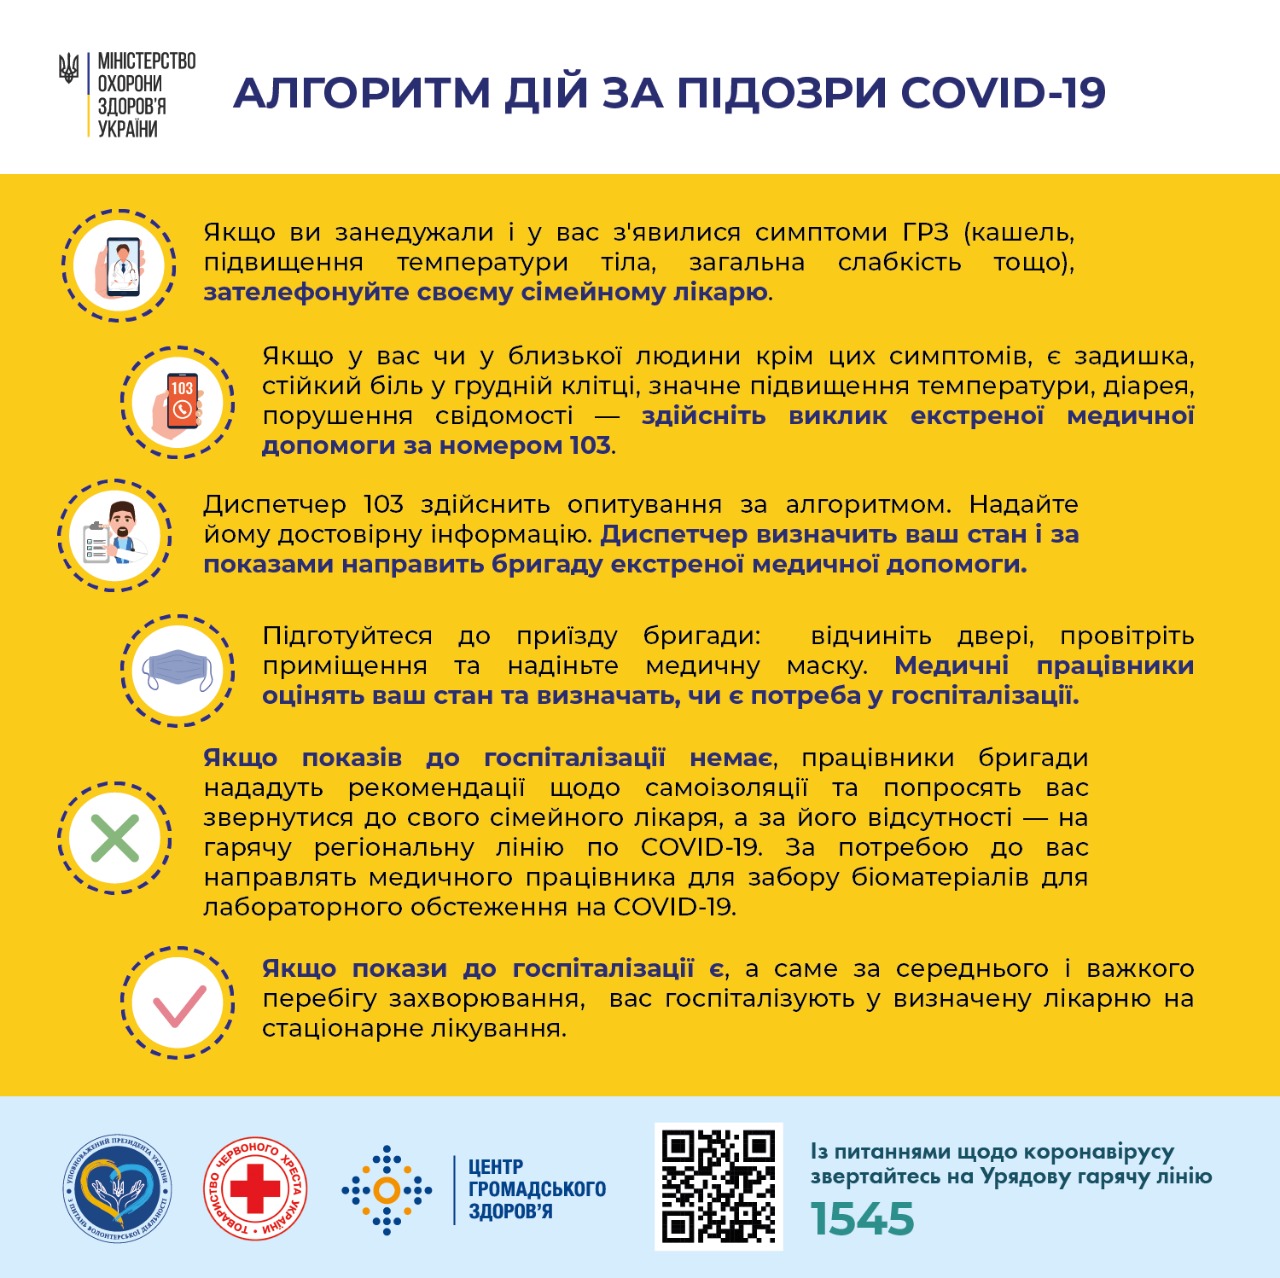 МІНІСТЕРСТВО
ОХОРОНИ
ЗДОРОВ'Я
УКРАЇНИ
АЛГОРИТМ ДІЙ ЗА ПІДОЗРИ COVID-19
Якщо ви занедужали і у вас з'явилися симптоми ГРЗ (кашель,
підвищення температури тіла, загальна слабкість тощо),
зателефонуйте своєму сімейному лікарю.
103
Якщо у вас чи у близької людини крім цих симптомів, є задишка,
стійкий біль у грудній клітці, значне підвищення температури, діарея,
порушення свідомості — здійсніть виклик екстреної медичної
допомоги за номером 103.
Диспетчер 103 здійснить опитування за алгоритмом. Надайте
йому достовірну інформацію. Диспетчер визначить ваш стан і за
показами направить бригаду екстреної медичної допомоги.
Підготуйтеся до приїзду бригади: відчиніть двері, провітріть
приміщення та надіньте медичну маску. Медичні працівники
оцінять ваш стан та визначать, чи є потреба у госпіталізації.
Якщо показів до госпіталізації немає, працівники бригади
нададуть рекомендації щодо самоізоляції та попросять вас
звернутися до свого сімейного лікаря, а за його відсутності — на
гарячу регіональну лінію по COVID-19. За потребою до вас
направлять медичного працівника для забору біоматеріалів для
лабораторного обстеження на COVID-19.
Якщо покази до госпіталізації є, а саме за середнього і важкого
перебігу захворювання, вас госпіталізують у визначену лікарню на
стаціонарне лікування.
УПОВНОВАЖЕНИЙ ПРЕЗИДЕНТА УКРАЇНИ
З ПИТАНЬ ВОЛОНТЕРСЬКОЇ ДІЯЛЬНОСТІ
ТОВАРИСТВО ЧЕРВОНОГО ХРЕСТА УКРАЇНИ
ЦЕНТР
ГРОМАДСЬКОГО
ЗДОРОВ'Я
Із питаннями щодо коронавірусу
звертайтесь на Урядову гарячу лінію
1545